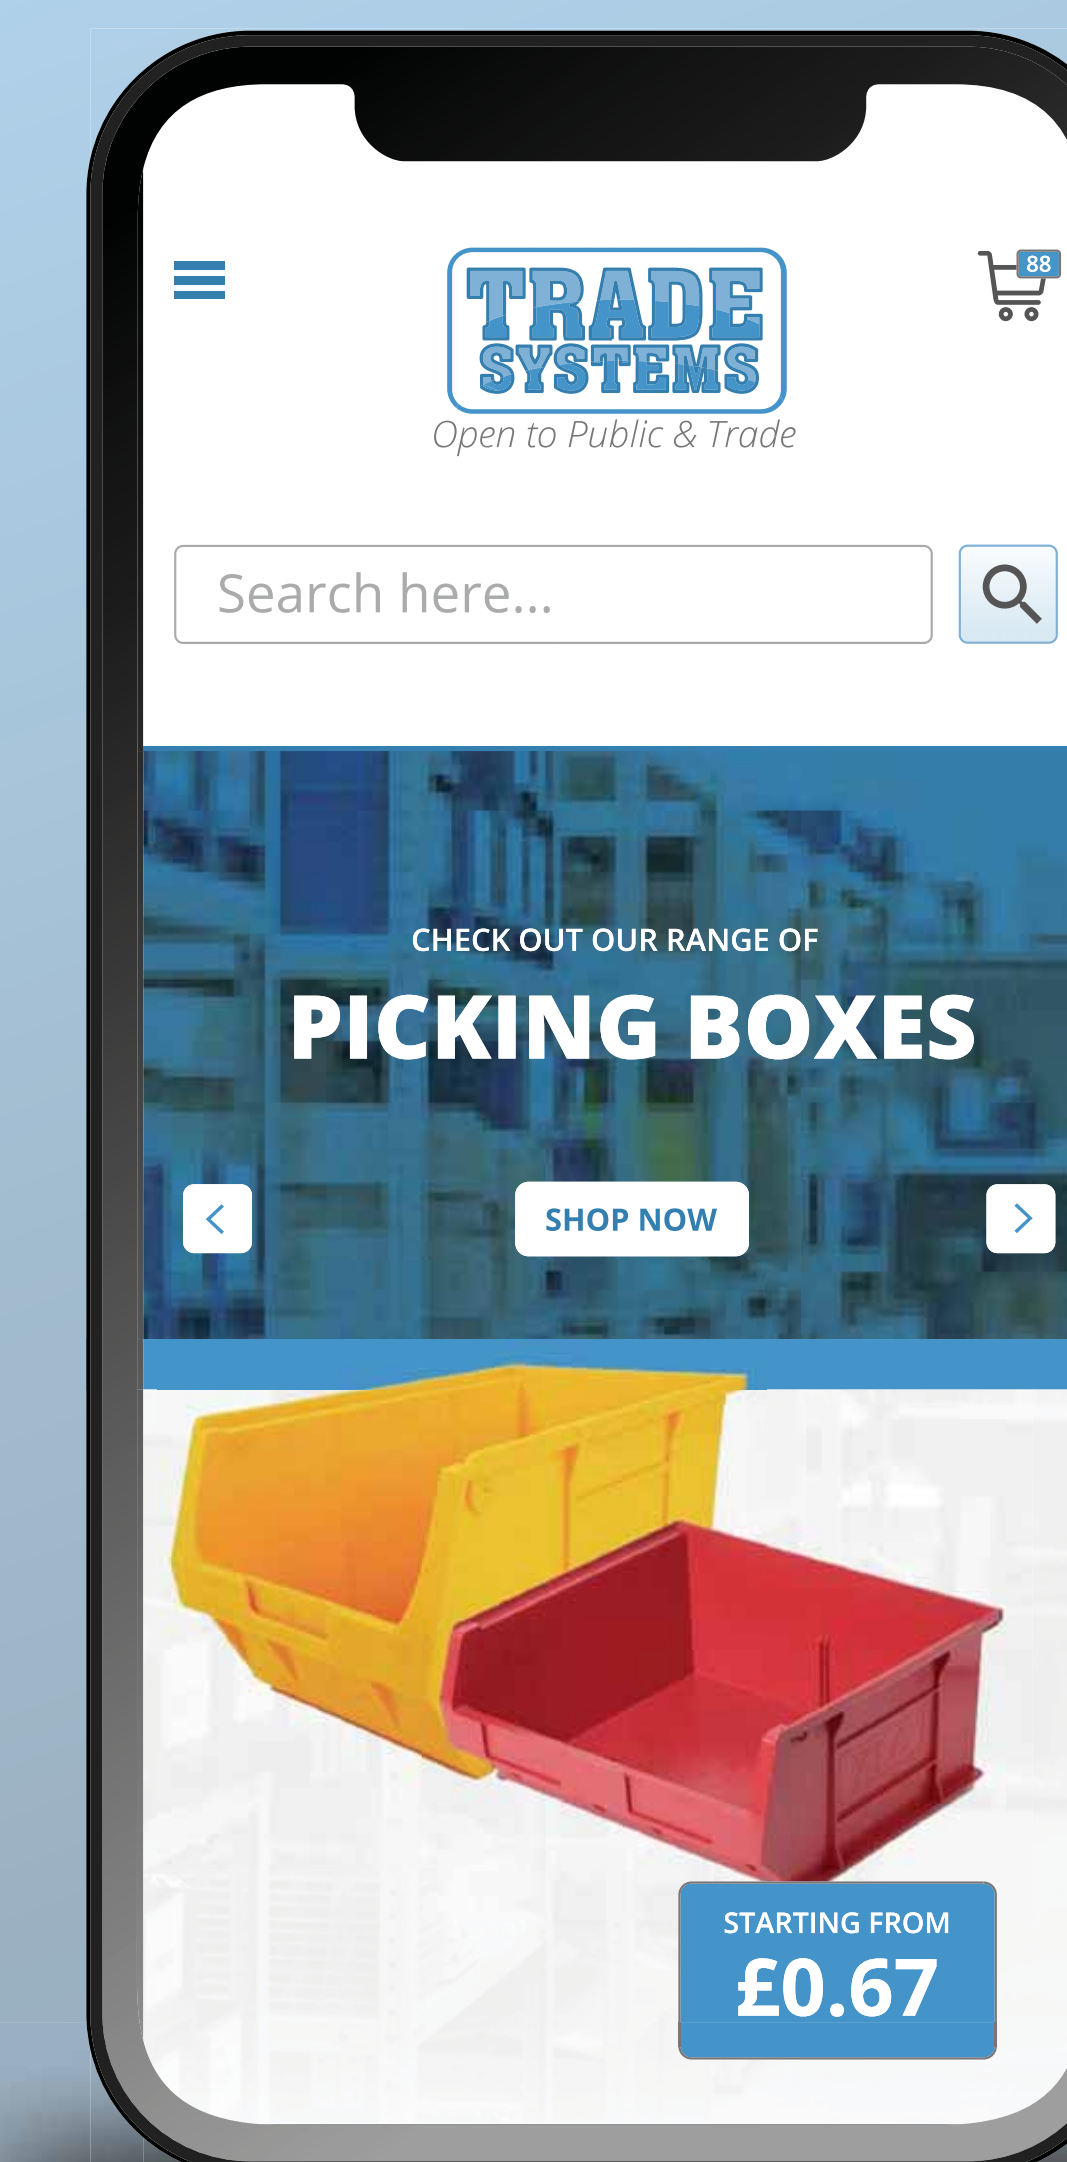 88
TRADE
SYSTEMS
Open to Public & Trade
Search here...
CHECK OUT OUR RANGE OF
PICKING BOXES
SHOP NOW
STARTING FROM
£0.67